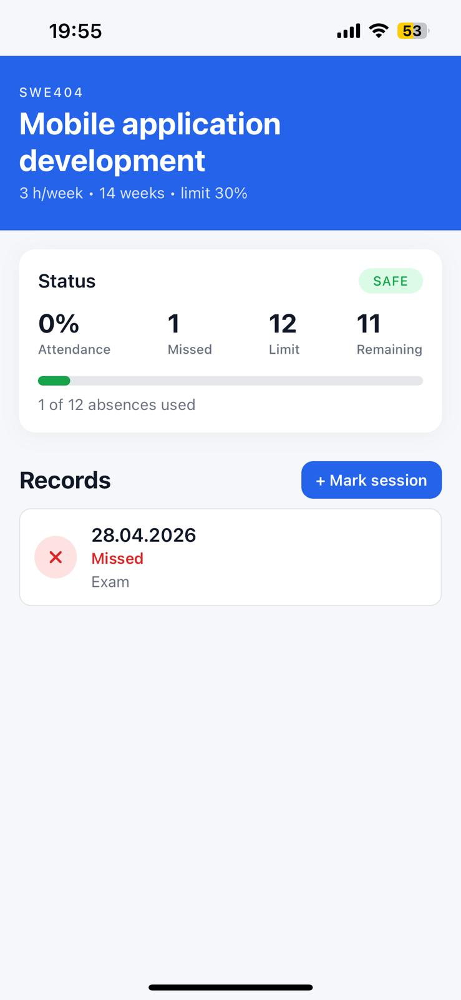 19:55
53
SWE404
Mobile application
development
3 h/week • 14 weeks • limit 30%
Status
SAFE
0%
1
12
11
Attendance
Missed
Limit
Remaining
1 of 12 absences used
Records
+ Mark session
28.04.2026
Missed
Exam